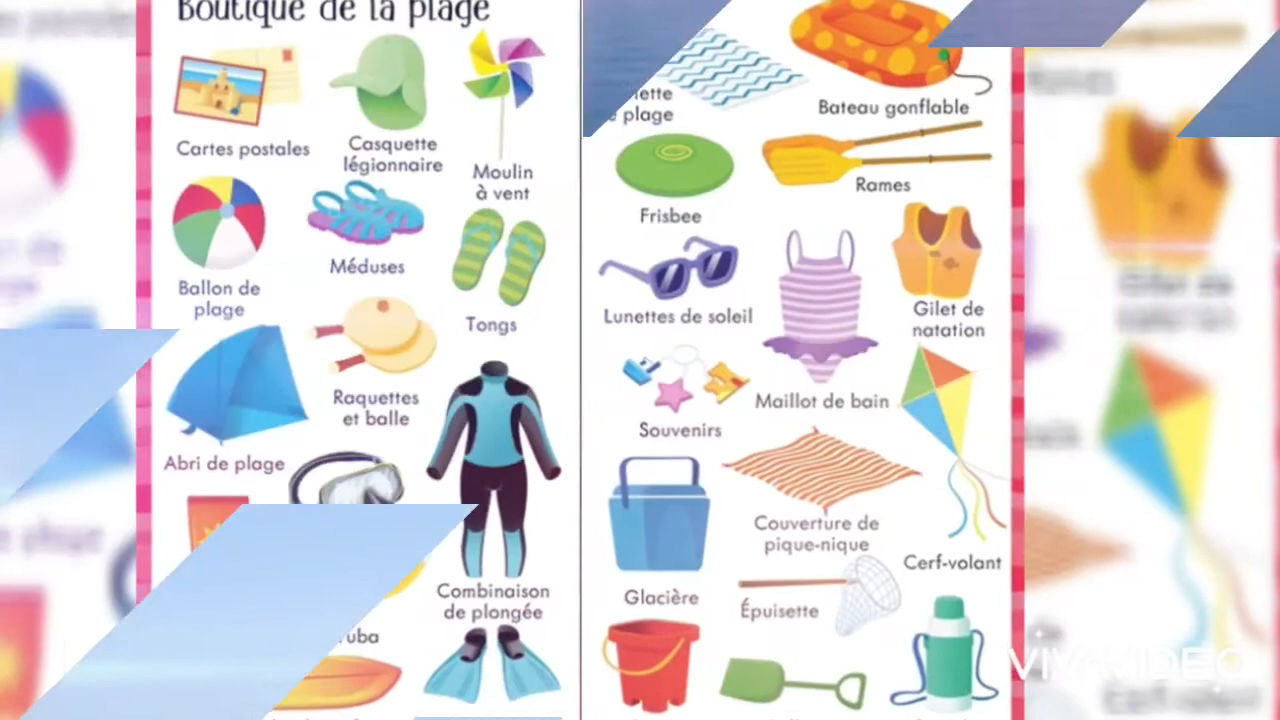 Boutique de la plage
Cartes postales
Casquette
légionnaire
Moulin
à vent
Ballon de
plage
Méduses
Tongs
Raquettes
et balle
Abri de plage
Combinaison
de plongée
plage
Bateau gonflable
Frisbee
Rames
Lunettes de soleil
Gilet de
natation
Maillot de bain
Souvenirs
Couverture de
pique-nique
Cerf-volant
Glacière
Épuisette
VIVAVIDEO